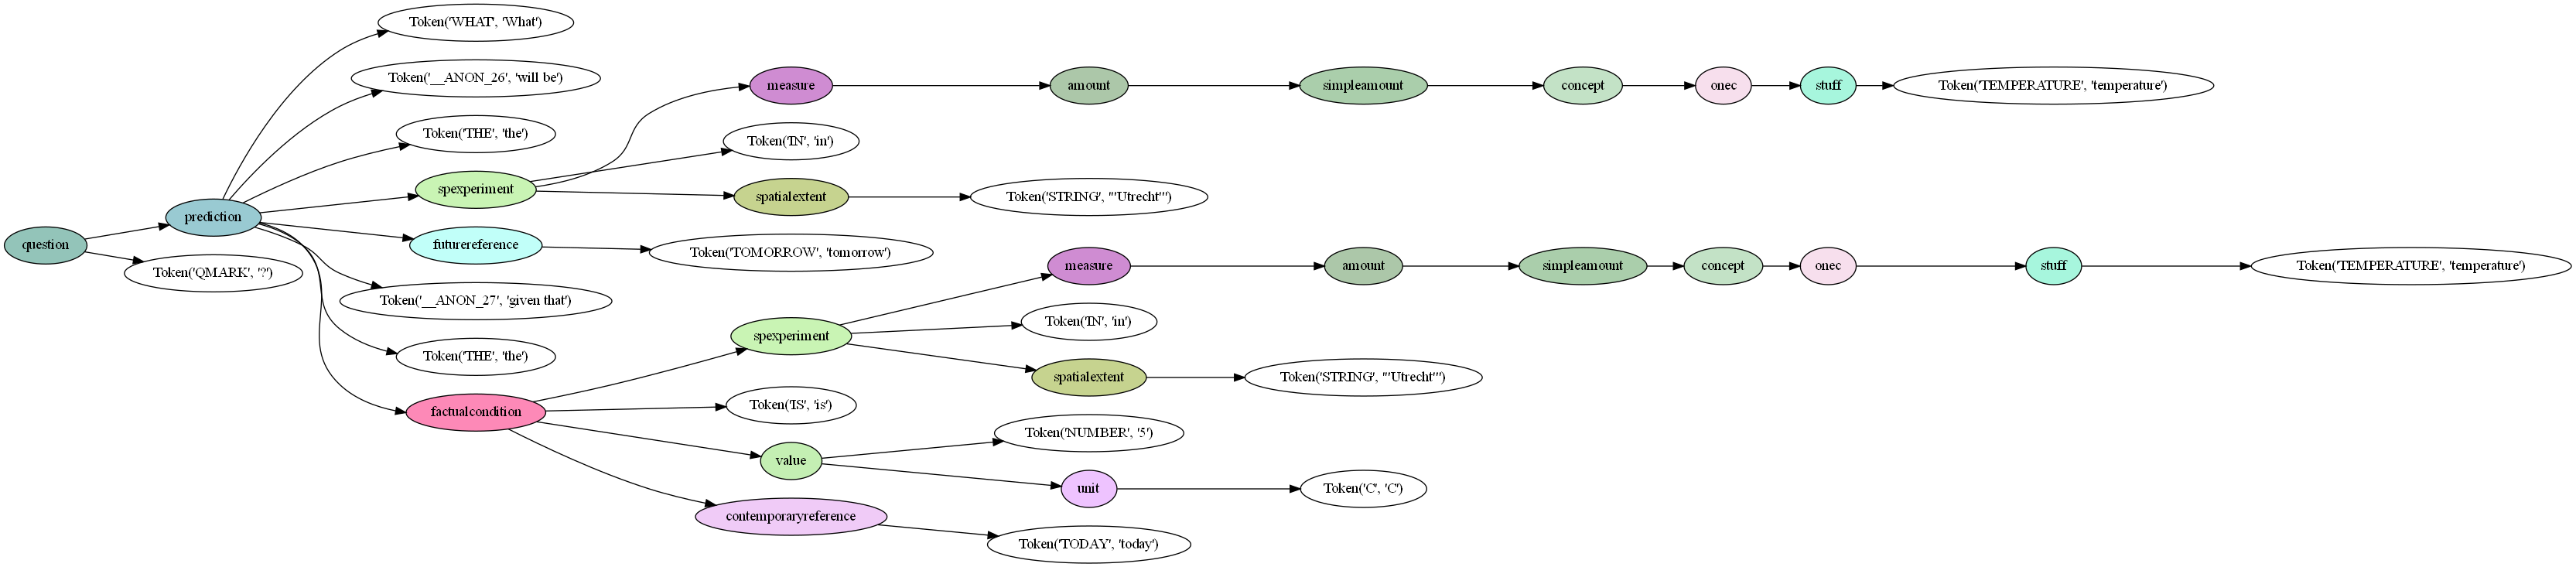 Token('WHAT', 'What')
Token('__ANON_26', 'will be')
measure
amount
simpleamount
concept
onec
stuff
Token('TEMPERATURE', 'temperature')
Token('THE', 'the')
Token('IN', 'in')
spexperiment
spatialextent
Token('STRING', "'Utrecht'")
prediction
question
futurereference
Token('TOMORROW', 'tomorrow')
Token('QMARK', '?')
measure
amount
simpleamount
concept
onec
stuff
Token('TEMPERATURE', 'temperature')
Token('__ANON_27', 'given that')
Token('IN', 'in')
spexperiment
Token('THE', 'the')
spatialextent
Token('STRING', "'Utrecht'")
factualcondition
Token('IS', 'is')
Token('NUMBER', '5')
value
unit
Token('C', 'C')
contemporaryreference
Token('TODAY', 'today')